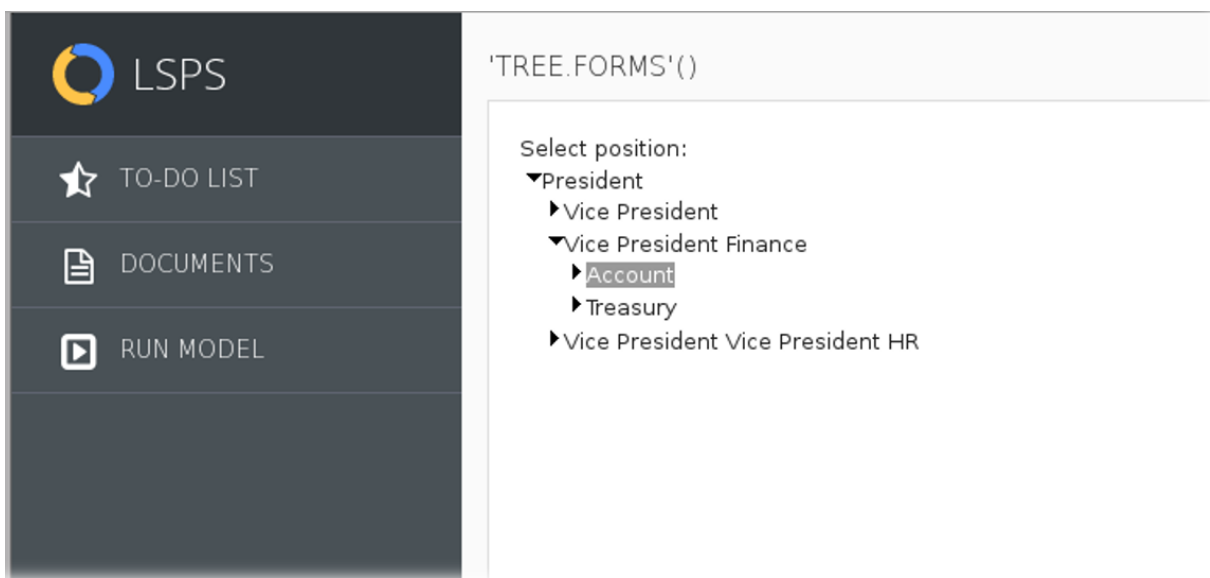 LSPS
TO-DO LIST
DOCUMENTS
RUN MODEL
'TREE.FORMS'()
Select position:
President
Vice President
Vice President Finance
Account
Treasury
Vice President Vice President HR